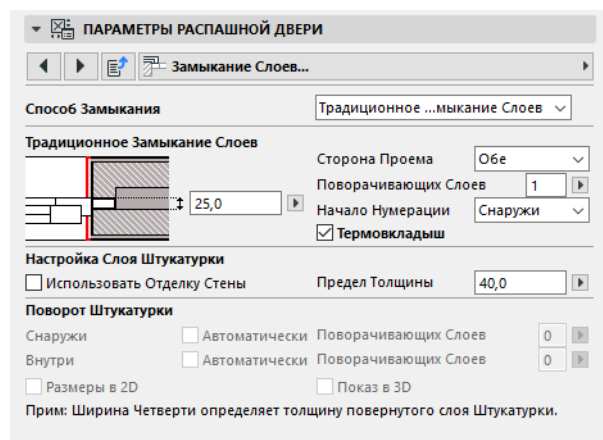 ПАРАМЕТРЫ РАСПАШНОЙ ДВЕРИ
Замыкание Слоев...
Способ Замыкания Традиционное ...мыкание Слоев
Традиционное Замыкание Слоев
Сторона Проема Обе
Поворачивающих Слоев 1
25,0
Начало Нумерации Снаружи
Термовкладыш
Настройка Слоя Штукатурки
Использовать Отделку Стены Предел Толщины 40,0
Поворот Штукатурки
Снаружи Автоматически Поворачивающих Слоев 0
Внутри Автоматически Поворачивающих Слоев 0
Размеры в 2D Показ в 3D
Прим: Ширина Четверти определяет толщину повернутого слоя Штукатурки.